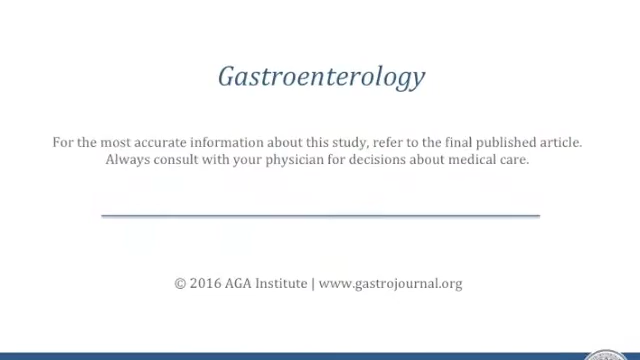 Gastroenterology
For the most accurate information about this study, refer to the final published article.
Always consult with your physician for decisions about medical care.
© 2016 AGA Institute | www.gastrojournal.org